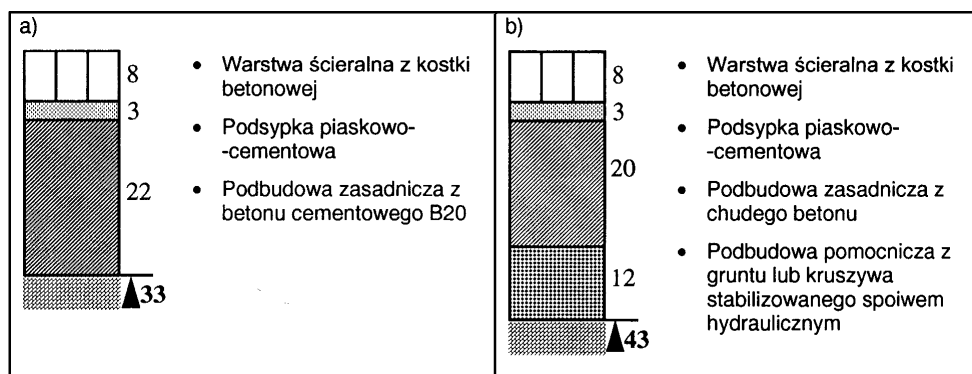 a)
8
3
22
33
• Warstwa ścieralna z kostki
betonowej
• Podsypka piaskowo-
-cementowa
• Podbudowa zasadnicza z
betonu cementowego B20
b)
8
3
20
12
43
• Warstwa ścieralna z kostki
betonowej
• Podsypka piaskowo-
-cementowa
• Podbudowa zasadnicza z
chudego betonu
• Podbudowa pomocnicza z
gruntu lub kruszywa
stabilizowanego spoiwem
hydraulicznym